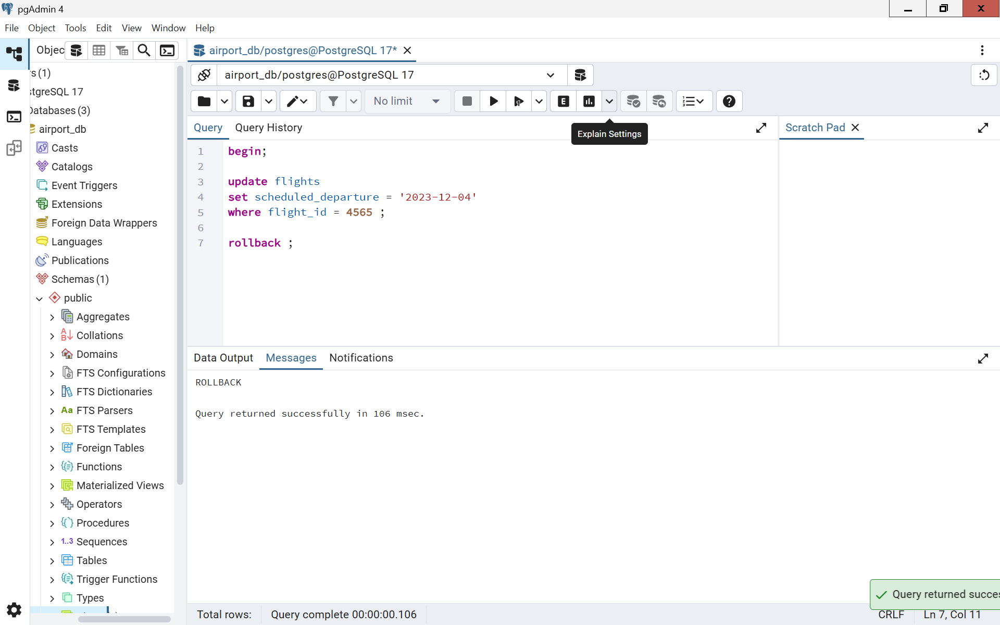 pgAdmin 4
File Object Tools Edit View Window Help
Objec
airport_db/postgres@PostgreSQL 17*
rs (1)
stgreSQL 17
Databases (3)
airport_db
Casts
Catalogs
Event Triggers
Extensions
Foreign Data Wrappers
Languages
Publications
Schemas (1)
public
Aggregates
Collations
Domains
FTS Configurations
FTS Dictionaries
FTS Parsers
FTS Templates
Foreign Tables
Functions
Materialized Views
Operators
Procedures
Sequences
Tables
Trigger Functions
Types
airport_db/postgres@PostgreSQL 17
No limit
Explain Settings
Query Query History
Scratch Pad
1 begin;
2
3 update flights
4 set scheduled_departure = '2023-12-04'
5 where flight_id = 4565 ;
6
7 rollback ;
Data Output Messages Notifications
ROLLBACK
Query returned successfully in 106 msec.
Query returned succes
Total rows: Query complete 00:00:00.106 CRLF Ln 7, Col 11